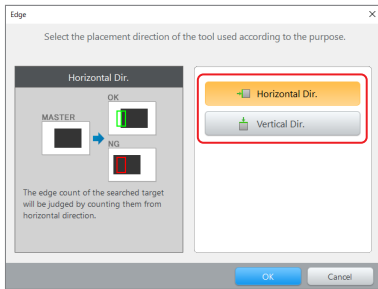 Edge
Select the placement direction of the tool used according to the purpose.
Horizontal Dir.
MASTER
OK
NG
The edge count of the searched target
will be judged by counting them from
horizontal direction.
Horizontal Dir.
Vertical Dir.
OK
Cancel